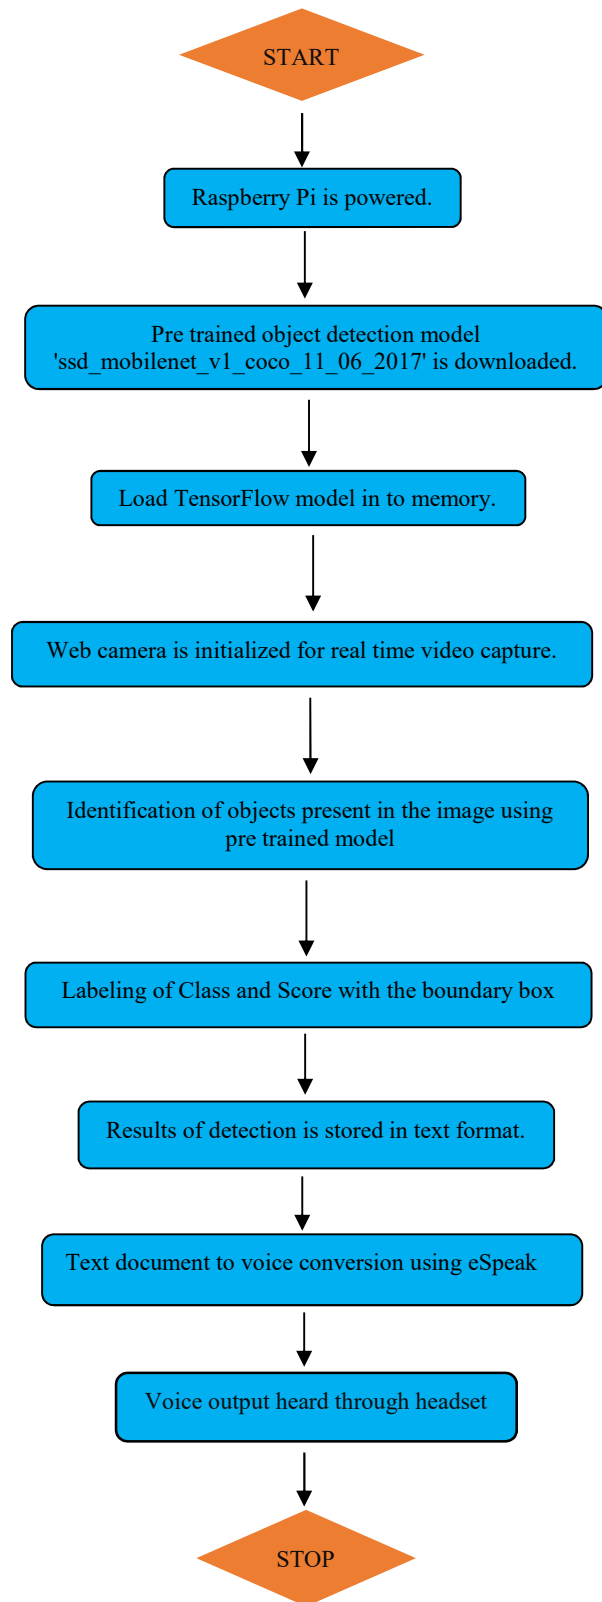 START
Raspberry Pi is powered.
Pre trained object detection model
'ssd_mobilenet_v1_coco_11_06_2017' is downloaded.
Load TensorFlow model in to memory.
Web camera is initialized for real time video capture.
Identification of objects present in the image using
pre trained model
Labeling of Class and Score with the boundary box
Results of detection is stored in text format.
Text document to voice conversion using eSpeak
Voice output heard through headset
STOP